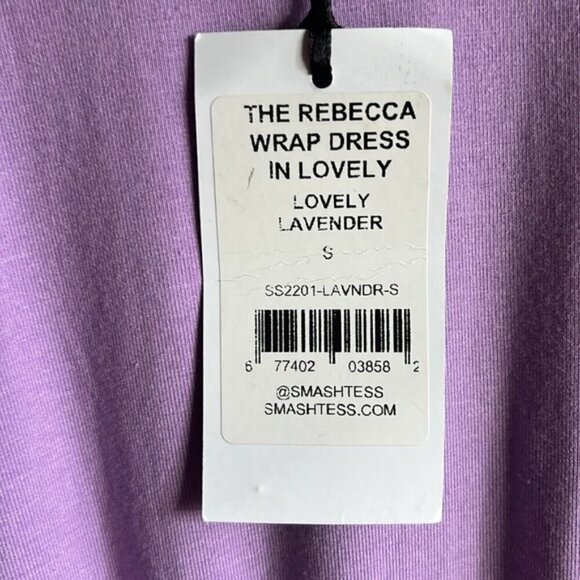 THE REBECCA
WRAP DRESS
IN LOVELY
LOVELY
LAVENDER
S
SS2201-LAVNDR-S
6 77402 03858 2
@SMASHTESS
SMASHTESS.COM